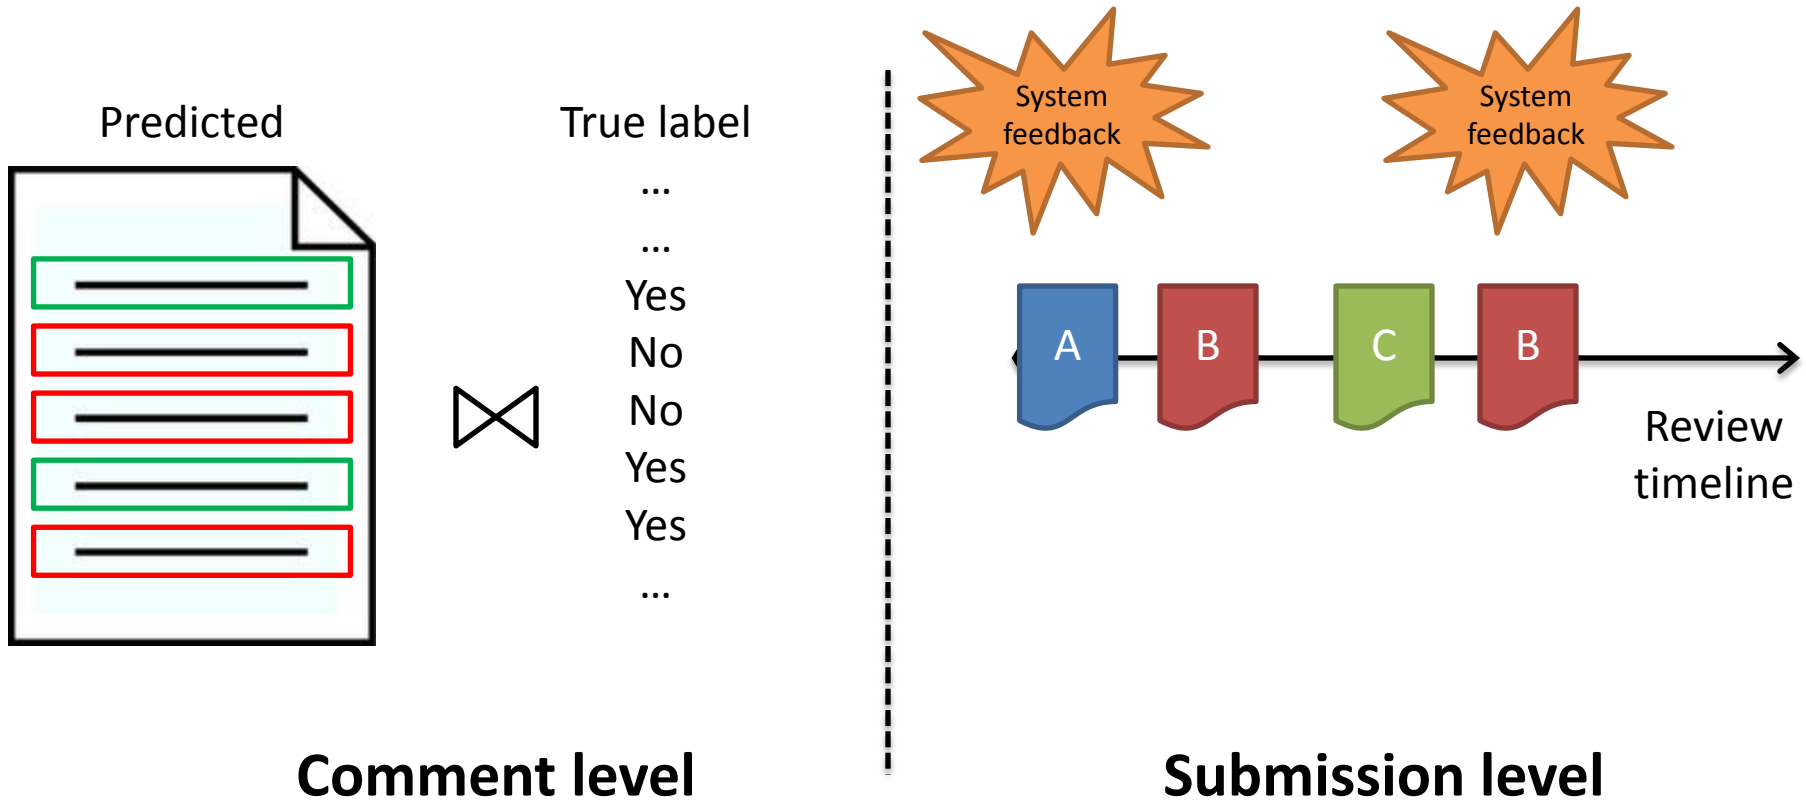 Predicted
True label
...
...
Yes
No
No
Yes
Yes
...
Comment level
System
feedback
System
feedback
A
B
C
B
Review
timeline
Submission level